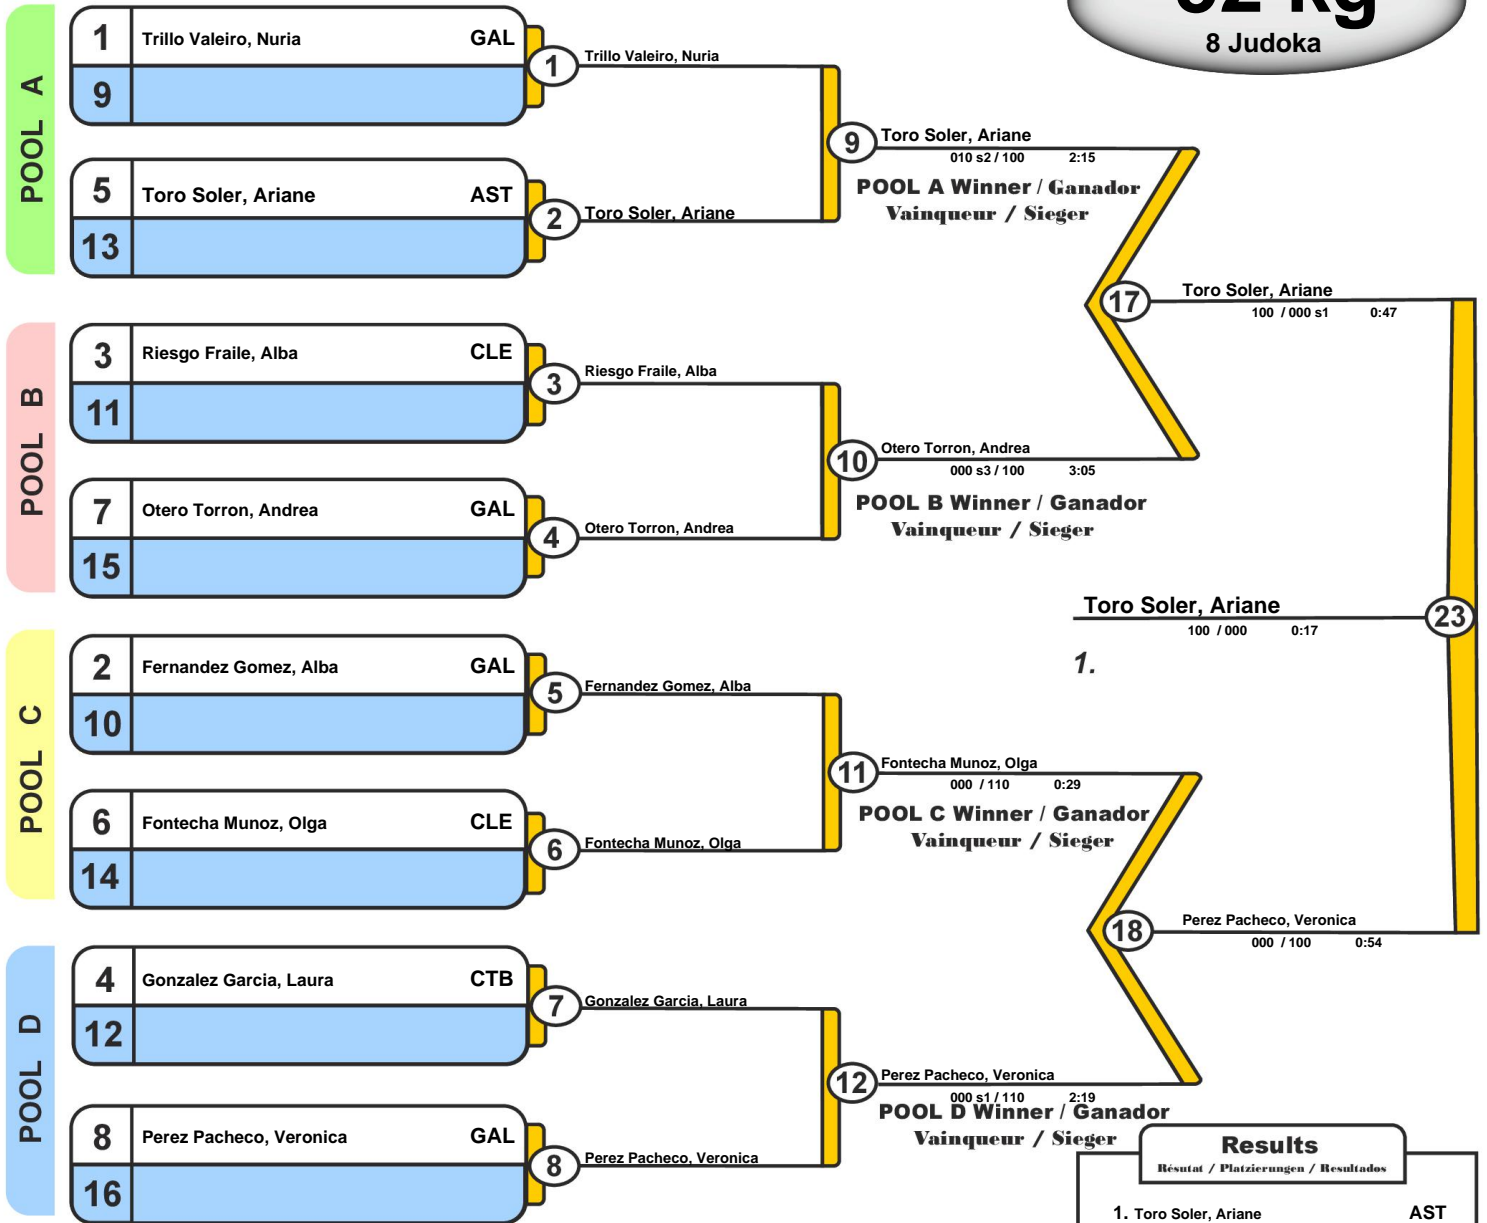 8 Judoka
POOL A
1 Trillo Valeiro, Nuria GAL
9
1 Trillo Valeiro, Nuria
5 Toro Soler, Ariane AST
13
2 Toro Soler, Ariane
9 Toro Soler, Ariane
010 s2 / 100 2:15
POOL A Winner / Ganador
Vainqueur / Sieger
POOL B
3 Riesgo Fraile, Alba CLE
11
3 Riesgo Fraile, Alba
7 Otero Torron, Andrea GAL
15
4 Otero Torron, Andrea
10 Otero Torron, Andrea
000 s3 / 100 3:05
POOL B Winner / Ganador
Vainqueur / Sieger
17 Toro Soler, Ariane
100 / 000 s1 0:47
Toro Soler, Ariane 23
100 / 000 0:17
1.
POOL C
2 Fernandez Gomez, Alba GAL
10
5 Fernandez Gomez, Alba
6 Fontecha Munoz, Olga CLE
14
6 Fontecha Munoz, Olga
11 Fontecha Munoz, Olga
000 / 110 0:29
POOL C Winner / Ganador
Vainqueur / Sieger
POOL D
4 Gonzalez Garcia, Laura CTB
12
7 Gonzalez Garcia, Laura
8 Perez Pacheco, Veronica GAL
16
8 Perez Pacheco, Veronica
12 Perez Pacheco, Veronica
000 s1 / 110 2:19
POOL D Winner / Ganador
Vainqueur / Sieger
18 Perez Pacheco, Veronica
000 / 100 0:54
Results
Résutat / Platzierungen / Resultados
1. Toro Soler, Ariane AST